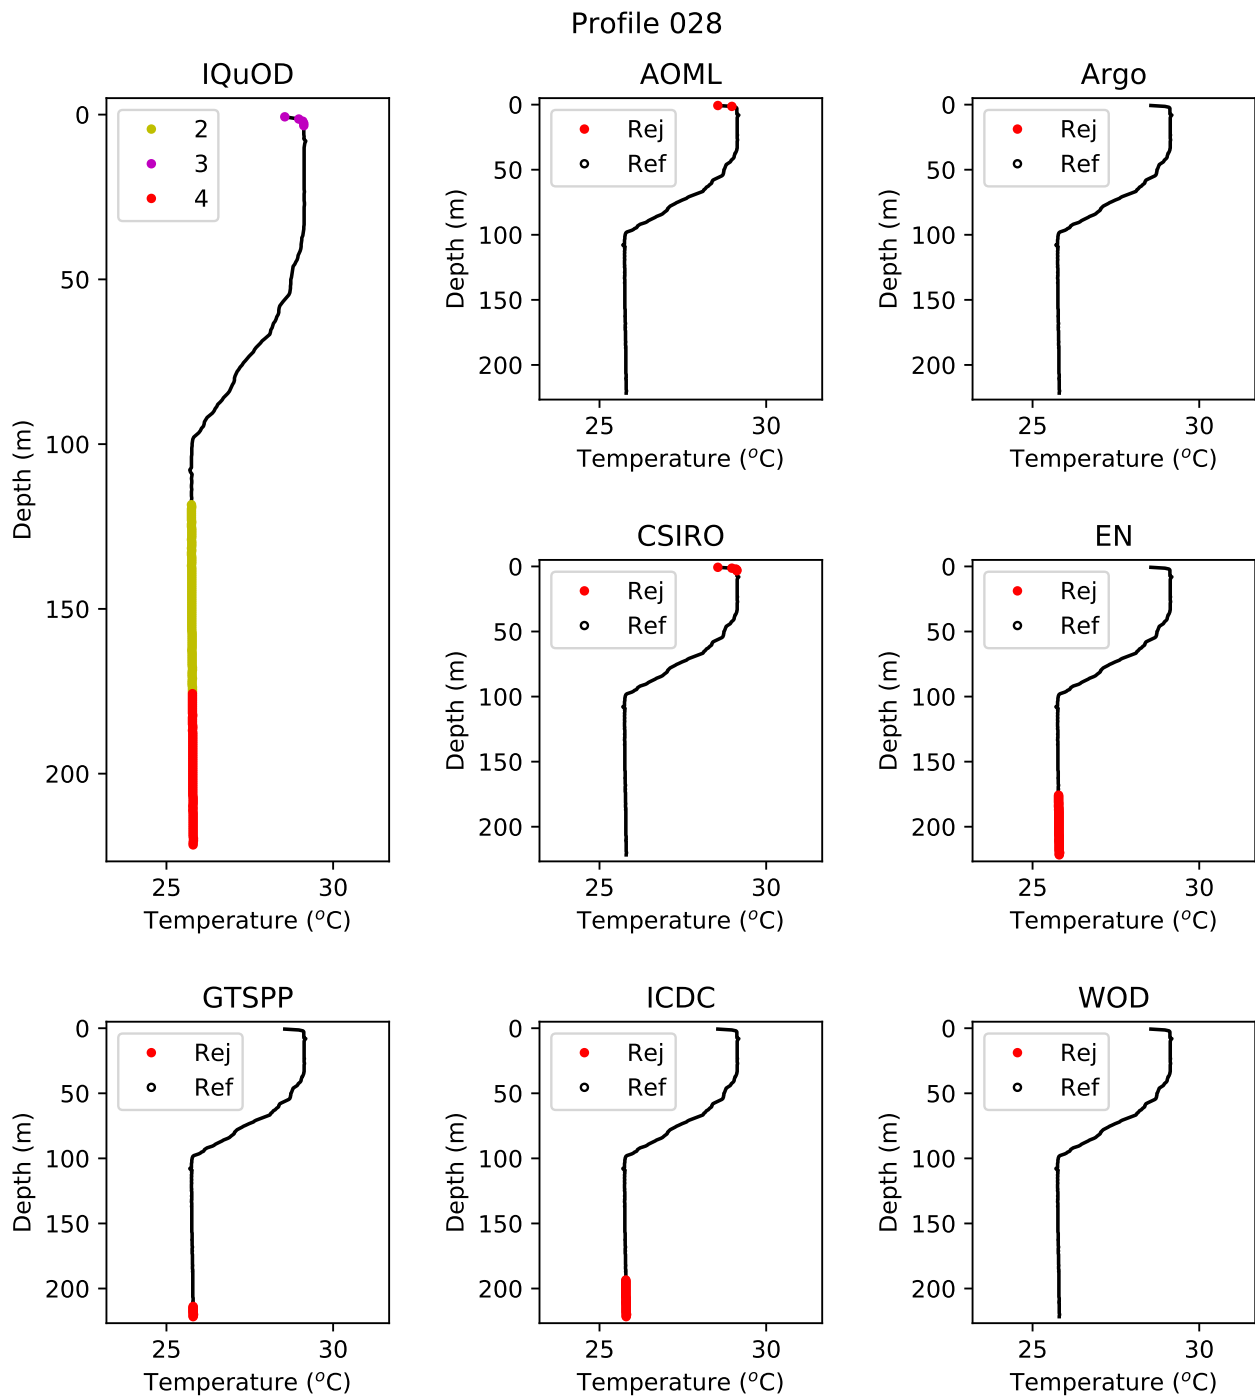 Profile 028
IQuOD
2
3
4
0
50
100
150
200
Depth (m)
25 30
Temperature (°C)
AOML
Rej
Ref
0
50
100
150
200
Depth (m)
25 30
Temperature (°C)
Argo
Rej
Ref
0
50
100
150
200
Depth (m)
25 30
Temperature (°C)
CSIRO
Rej
Ref
0
50
100
150
200
Depth (m)
25 30
Temperature (°C)
EN
Rej
Ref
0
50
100
150
200
Depth (m)
25 30
Temperature (°C)
GTSPP
Rej
Ref
0
50
100
150
200
Depth (m)
25 30
Temperature (°C)
ICDC
Rej
Ref
0
50
100
150
200
Depth (m)
25 30
Temperature (°C)
WOD
Rej
Ref
0
50
100
150
200
Depth (m)
25 30
Temperature (°C)